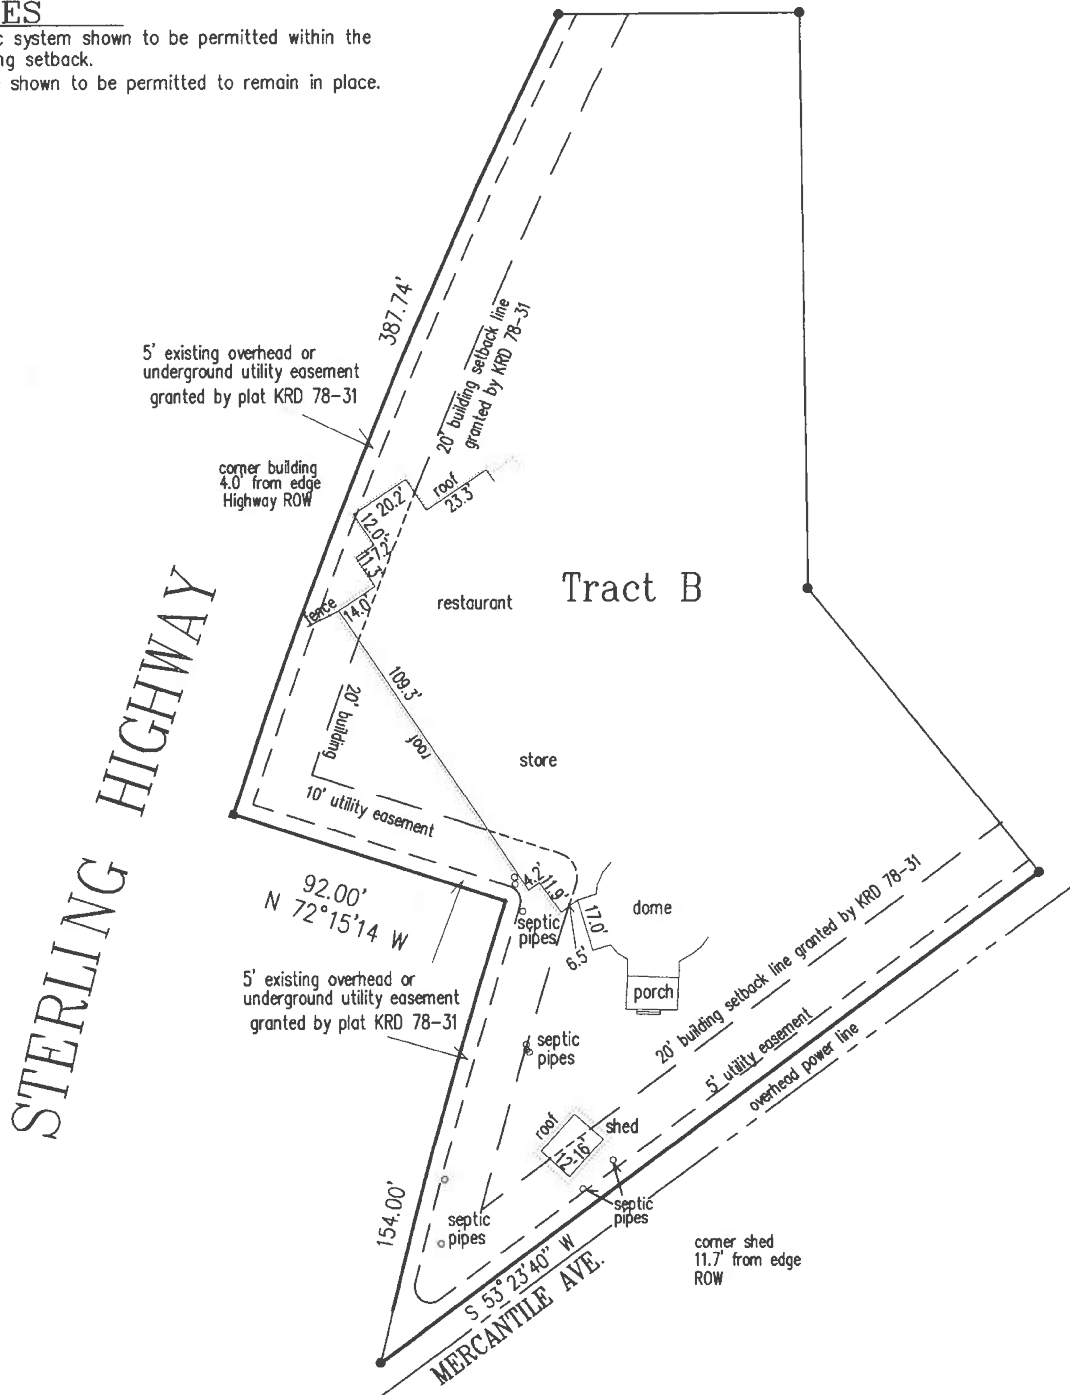 ES
c system shown to be permitted within the
ng setback.
shown to be permitted to remain in place.
387.74'
5' existing overhead or
underground utility easement
granted by plat KRD 78-31
20' building setback line
granted by KRD 78-31
corner building
4.0' from edge
Highway ROW
20.2'
12.0'
17.2'
11.3'
roof
23.3'
fence
14.0'
restaurant
Tract B
STERLING HIGHWAY
109.3'
roof
20' building
store
10' utility easement
92.00'
N 72°15'14 W
4.2'
11.9'
septic
pipes
17.0'
6.5'
dome
porch
5' existing overhead or
underground utility easement
granted by plat KRD 78-31
septic
pipes
20' building setback line granted by KRD 78-31
5' utility easement
overhead power line
roof
shed
12'
16'
154.00'
septic
pipes
septic
pipes
corner shed
11.7' from edge
ROW
S 53°23'40" W
MERCANTILE AVE.